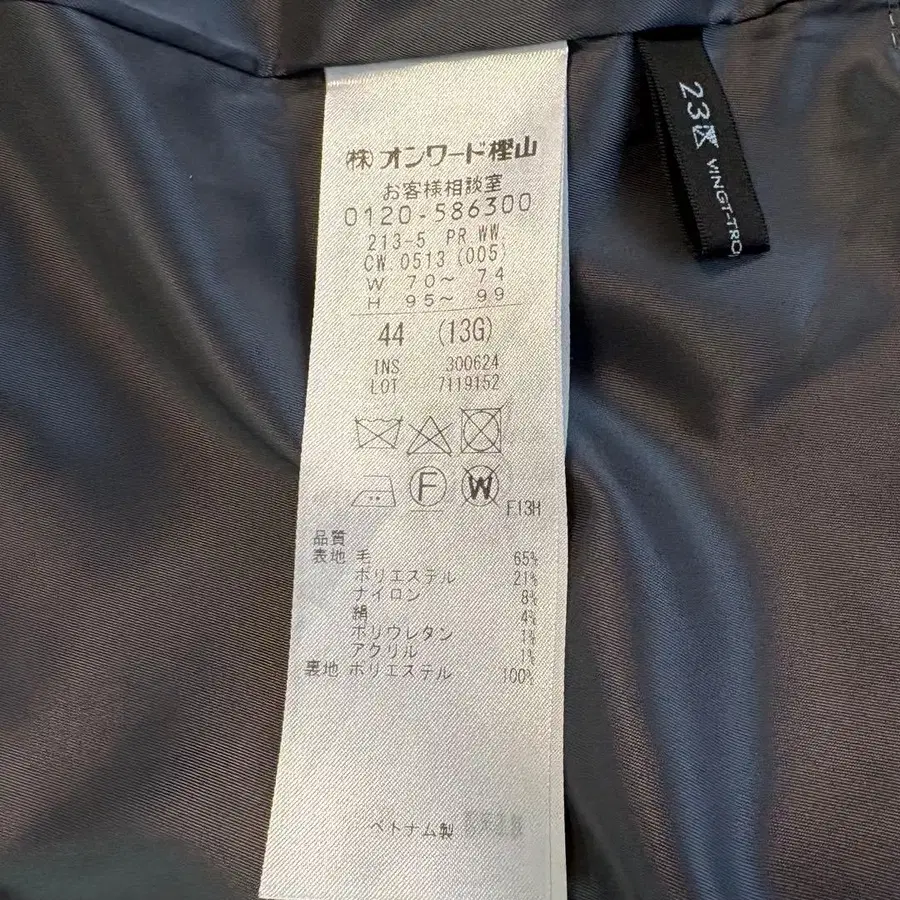 (株)オンワード樫山
お客様相談室
0120-586300
213-5 PR WW
CW 0513 (005)
W 70～ 74
H 95～ 99
44 (13G)
INS 300624
LOT 7119152
F
W
F13H
品質
表地 毛 65%
ポリエステル 21%
ナイロン 8%
絹 4%
ポリウレタン 1%
アクリル 1%
裏地 ポリエステル 100%
ベトナム製
23区
VINGT-TRO